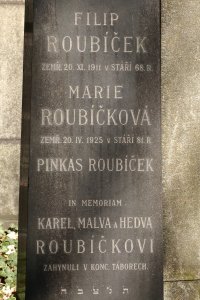 FILIP
ROUBÍČEK
ZEMŘ. 20. XI. 1911 V STÁŘÍ 68. R.
MARIE
ROUBÍČKOVÁ
ZEMŘ. 20. IV. 1925 V STÁŘÍ 81. R.
PINKAS ROUBÍČEK
IN MEMORIAM
KAREL, MALVA A HEDVA
ROUBÍČKOVI
ZAHYNULI V KONC. TÁBORECH.
ת נ צ ב ה